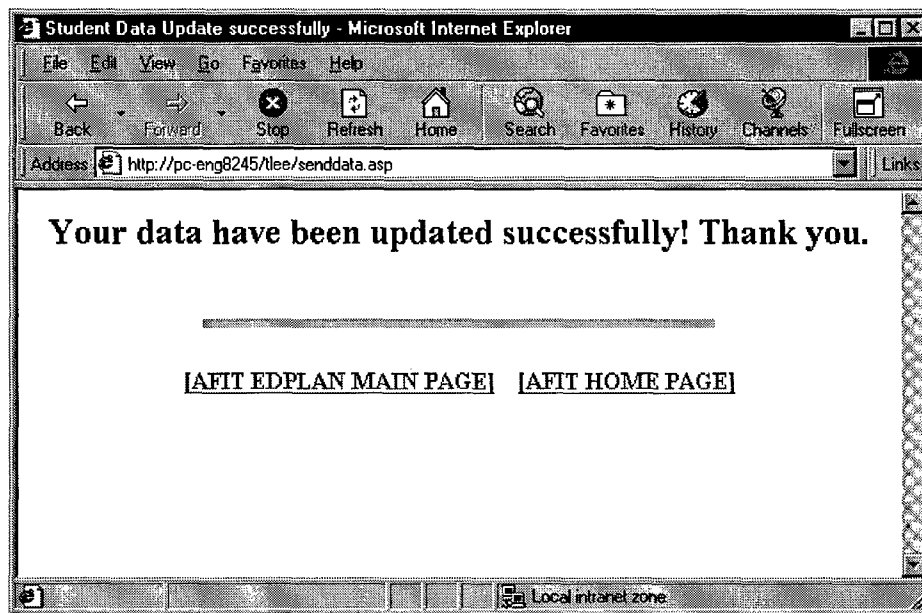 Student Data Update successfully - Microsoft Internet Explorer
File Edit View Go Favorites Help
Back Forward Stop Refresh Home Search Favorites History Channels Fullscreen
Address http://pc-eng8245/tlee/senddata.asp Links
Your data have been updated successfully! Thank you.
[AFIT EDPLAN MAIN PAGE] [AFIT HOME PAGE]
Local intranet zone